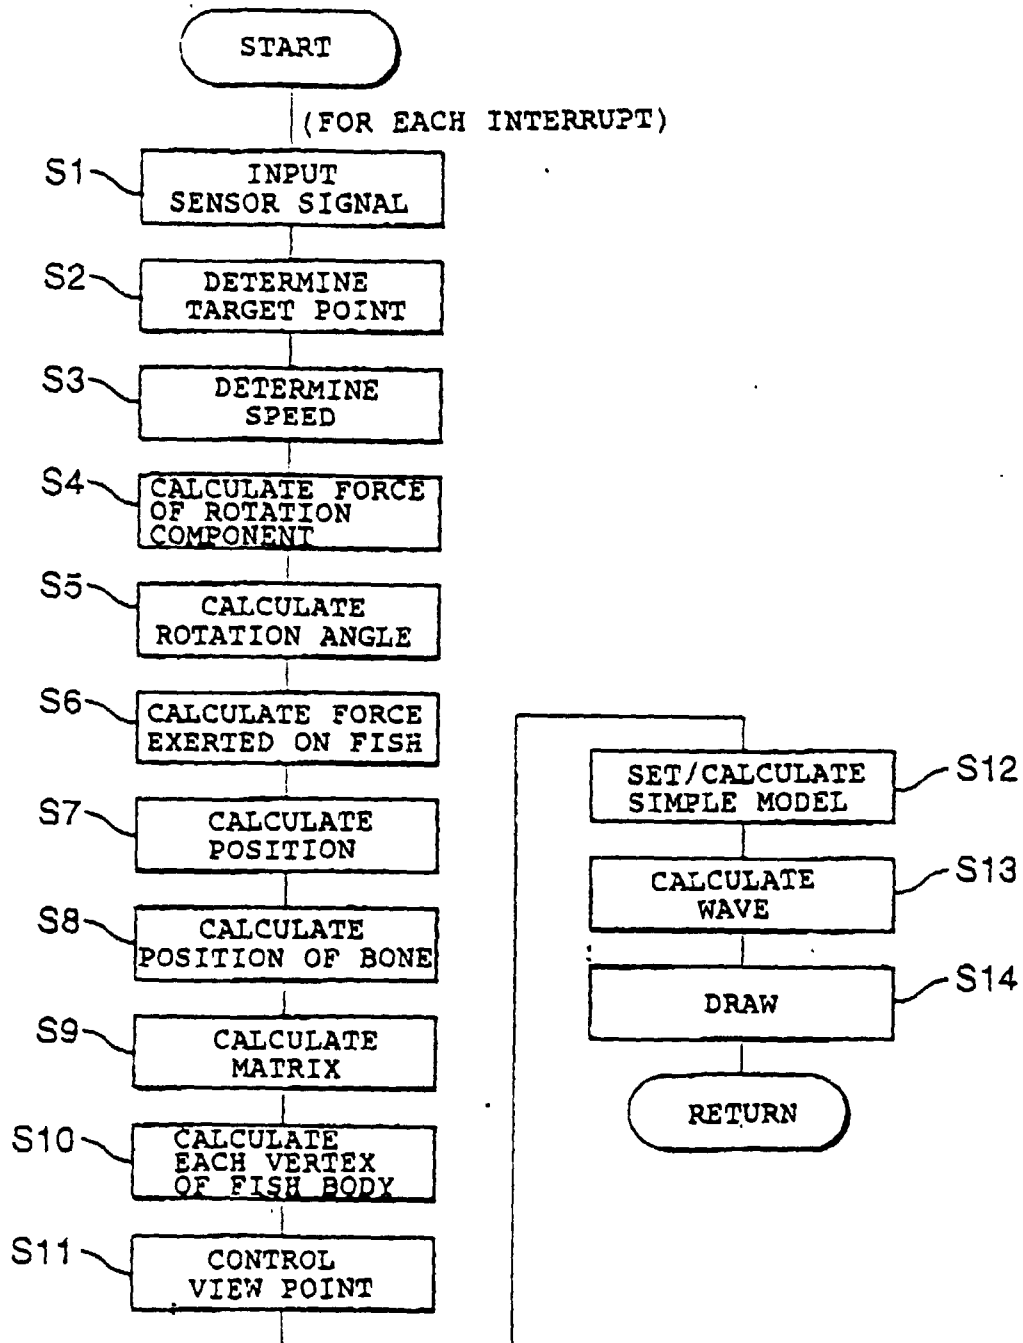 START
(FOR EACH INTERRUPT)
S1
INPUT
SENSOR SIGNAL
S2
DETERMINE
TARGET POINT
S3
DETERMINE
SPEED
S4
CALCULATE FORCE
OF ROTATION
COMPONENT
S5
CALCULATE
ROTATION ANGLE
S6
CALCULATE FORCE
EXERTED ON FISH
S7
CALCULATE
POSITION
S8
CALCULATE
POSITION OF BONE
S9
CALCULATE
MATRIX
S10
CALCULATE
EACH VERTEX
OF FISH BODY
S11
CONTROL
VIEW POINT
SET/CALCULATE
SIMPLE MODEL
S12
CALCULATE
WAVE
S13
DRAW
S14
RETURN